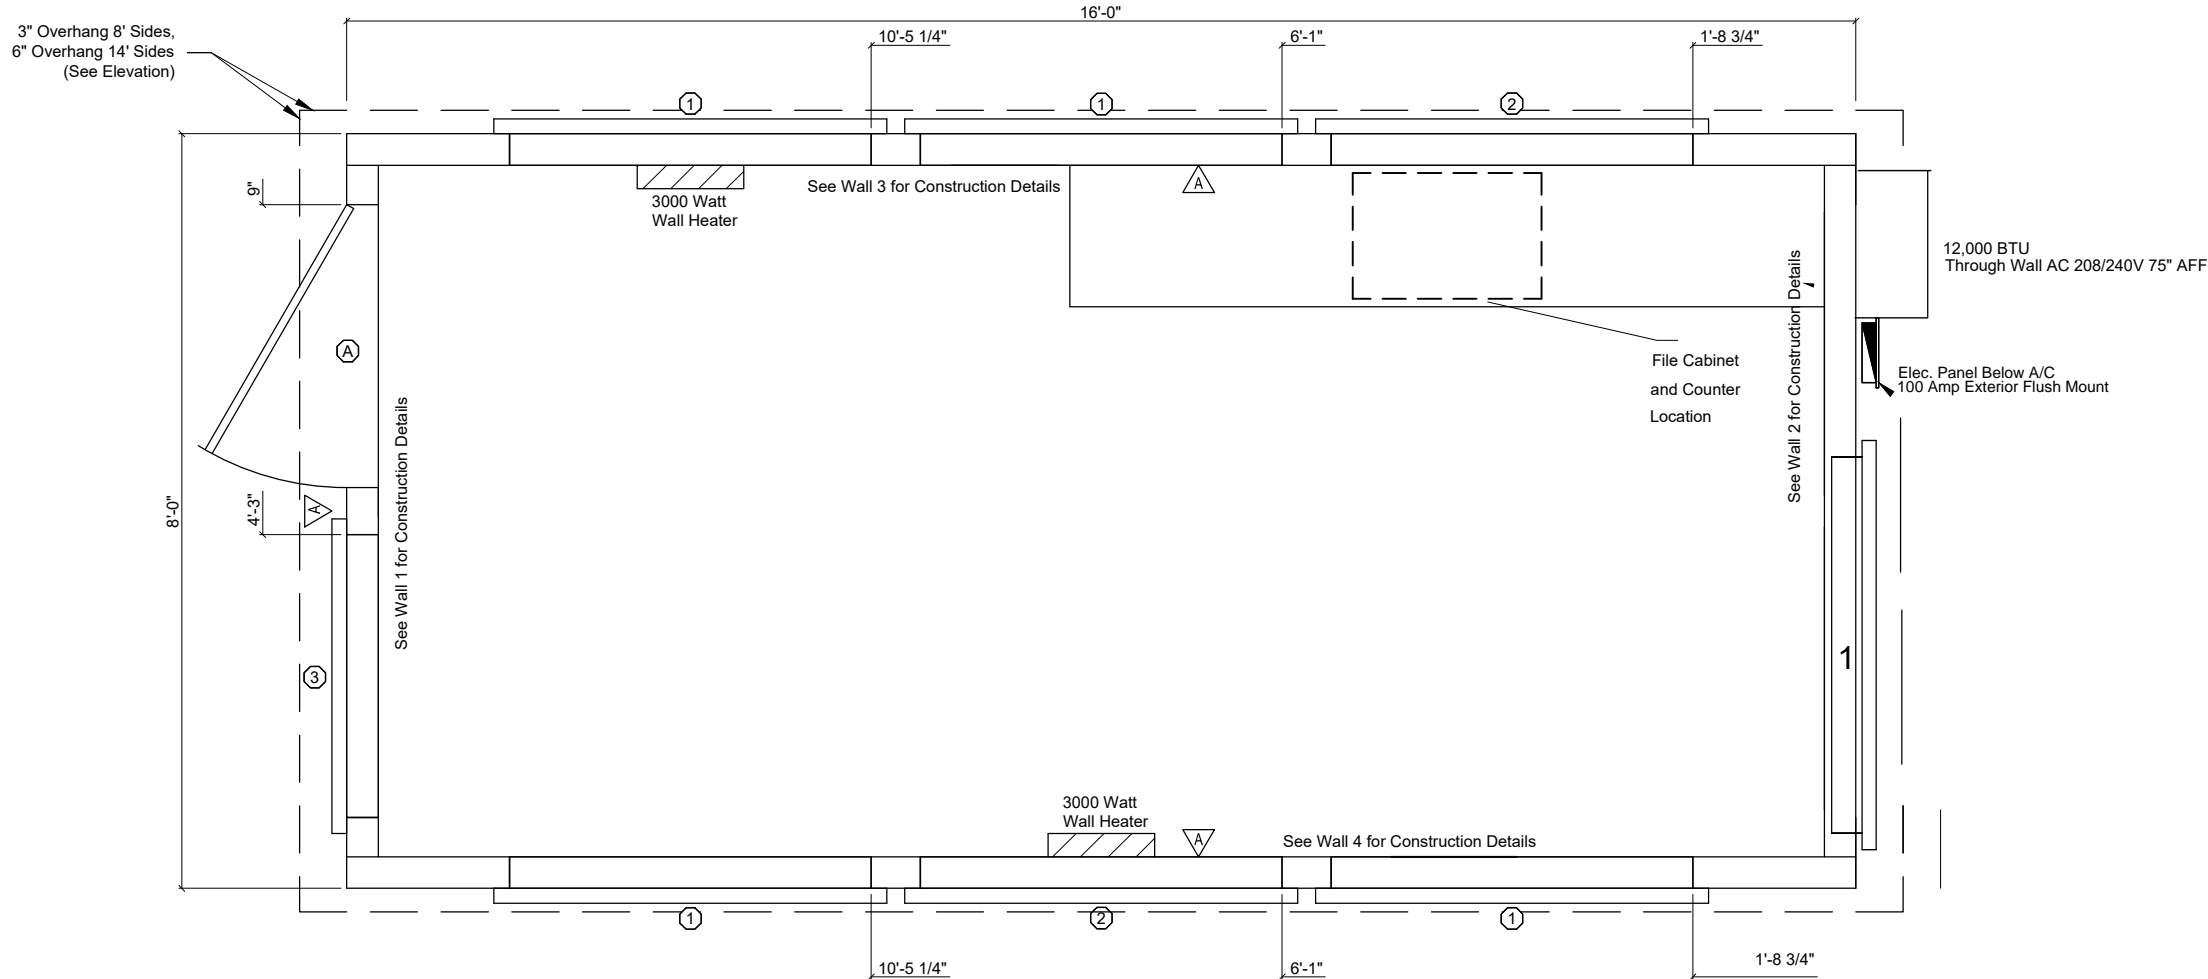 16'-0"
3" Overhang 8' Sides,
6" Overhang 14' Sides
(See Elevation)
10'-5 1/4"
6'-1"
1'-8 3/4"
1
1
2
9"
See Wall 3 for Construction Details
A
3000 Watt
Wall Heater
12,000 BTU
Through Wall AC 208/240V 75" AFF
See Wall 2 for Construction Details
A
File Cabinet
and Counter
Location
Elec. Panel Below A/C
100 Amp Exterior Flush Mount
See Wall 1 for Construction Details
8'-0"
4'-3"
A
3
1
3000 Watt
Wall Heater
A
See Wall 4 for Construction Details
1
2
1
10'-5 1/4"
6'-1"
1'-8 3/4"